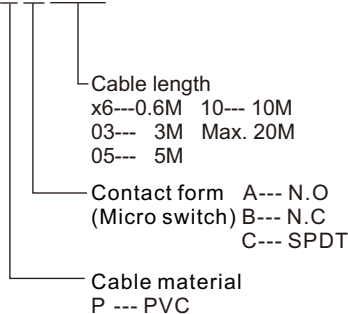 Cable length
x6---0.6M 10--- 10M
03--- 3M Max. 20M
05--- 5M
Contact form A--- N.O
(Micro switch) B--- N.C
C--- SPDT
Cable material
P --- PVC